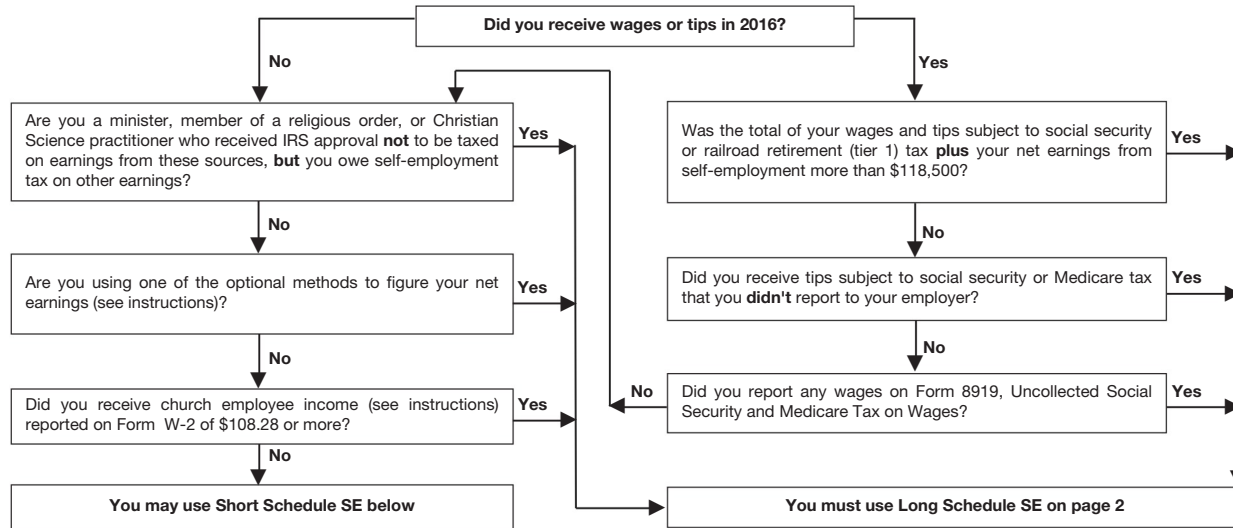 Did you receive wages or tips in 2016?
No
Yes
Are you a minister, member of a religious order, or Christian
Science practitioner who received IRS approval not to be taxed
on earnings from these sources, but you owe self-employment
tax on other earnings?
Yes
Was the total of your wages and tips subject to social security
or railroad retirement (tier 1) tax plus your net earnings from
self-employment more than $118,500?
Yes
No
No
Are you using one of the optional methods to figure your net
earnings (see instructions)?
Yes
Did you receive tips subject to social security or Medicare tax
that you didn't report to your employer?
Yes
No
No
Did you receive church employee income (see instructions)
reported on Form W-2 of $108.28 or more?
Yes
No
Did you report any wages on Form 8919, Uncollected Social
Security and Medicare Tax on Wages?
Yes
No
You may use Short Schedule SE below
You must use Long Schedule SE on page 2